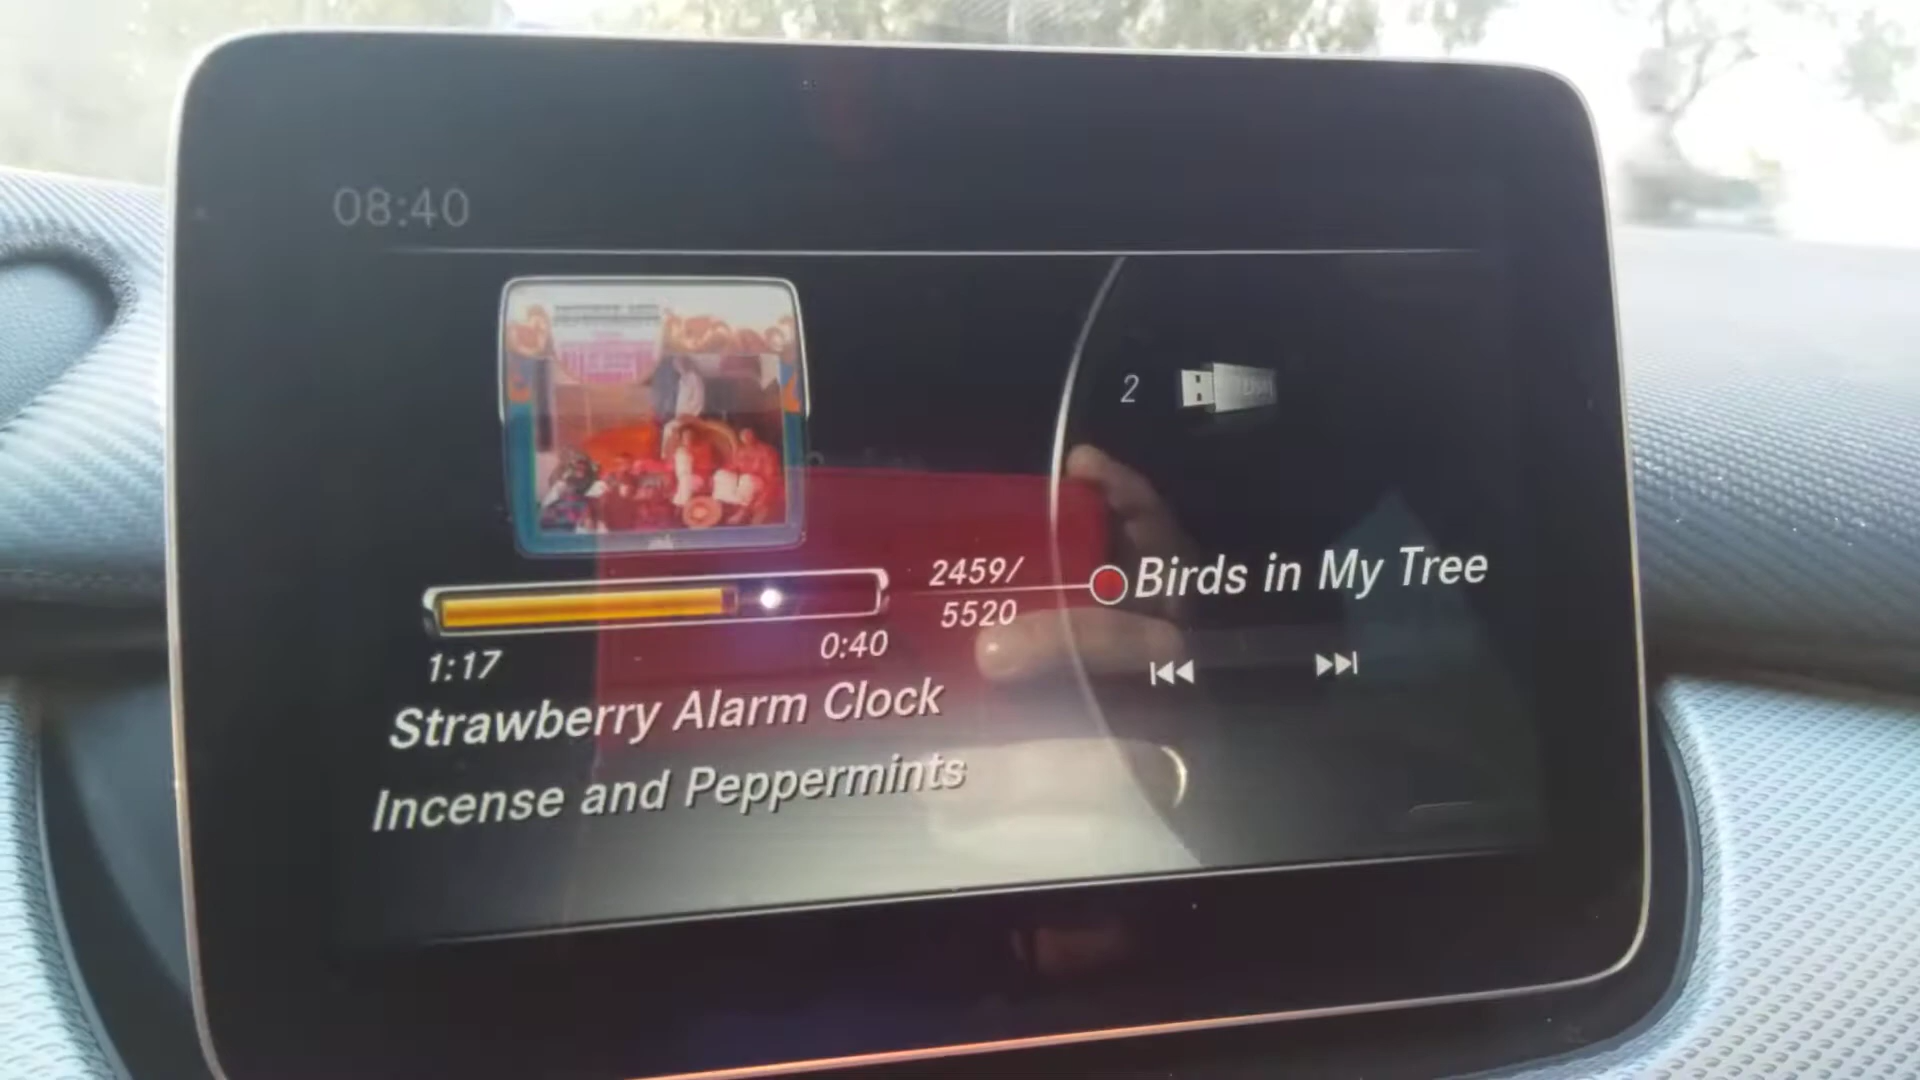 08:40
2
2459/
5520
Birds in My Tree
1:17
0:40
Strawberry Alarm Clock
Incense and Peppermints